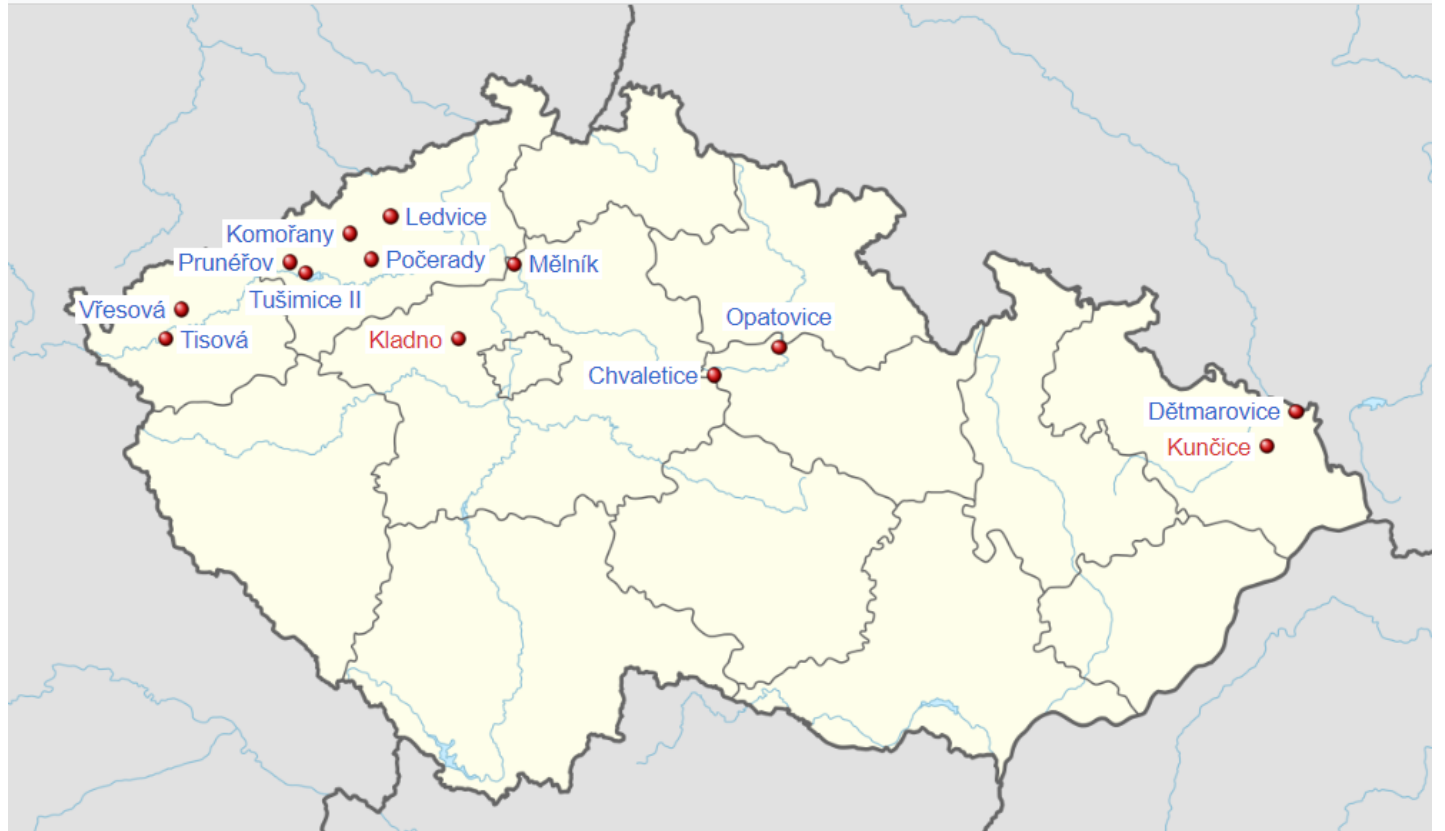 Ledvice
Komořany
Počerady
Prunéřov
Mělník
Tušimice II
Vřesová
Tisová
Kladno
Opatovice
Chvaletice
Dětmarovice
Kunčice